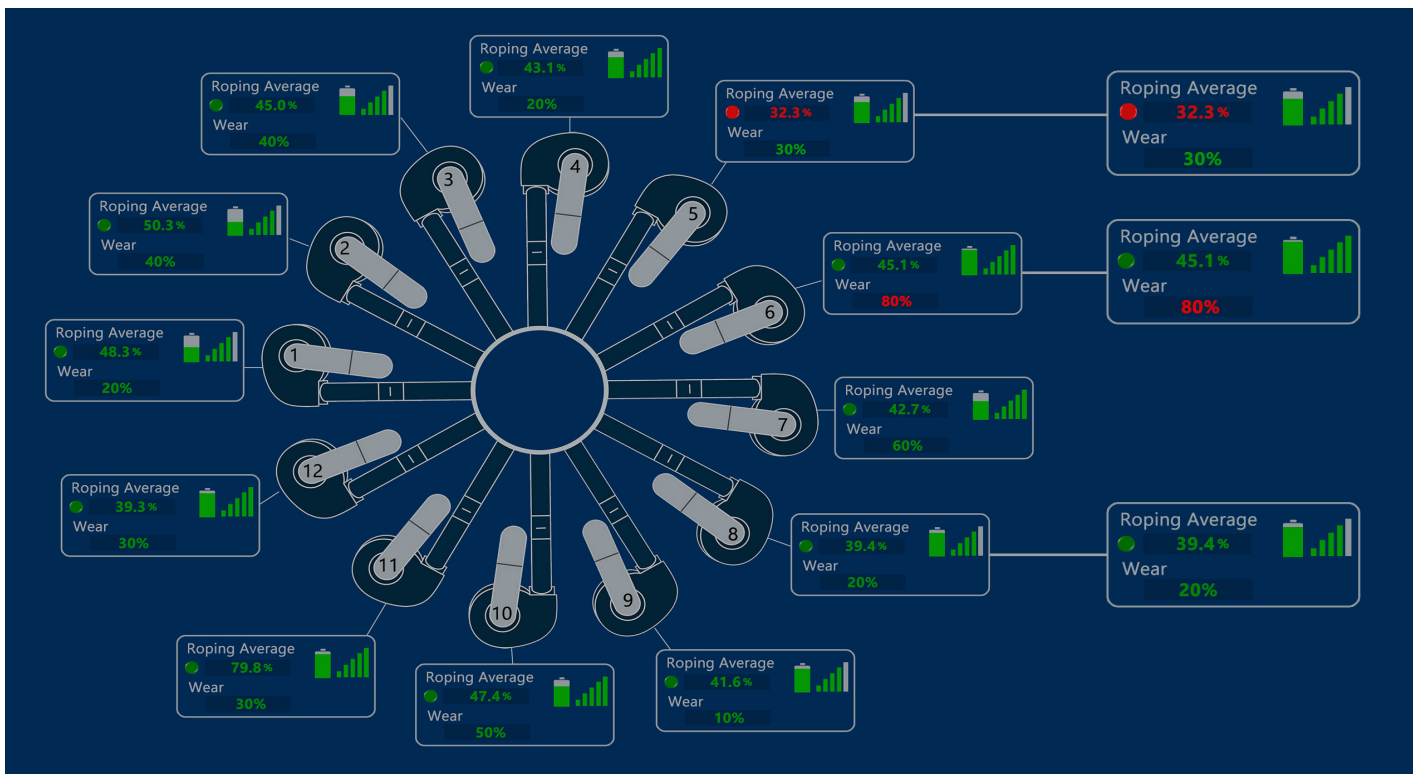 Roping Average
43.1 %
Wear
20%
Roping Average
45.0 %
Wear
40%
Roping Average
32.3 %
Wear
30%
Roping Average
32.3 %
Wear
30%
Roping Average
50.3 %
Wear
40%
Roping Average
45.1 %
Wear
80%
Roping Average
45.1 %
Wear
80%
Roping Average
48.3 %
Wear
20%
Roping Average
42.7 %
Wear
60%
Roping Average
39.3 %
Wear
30%
Roping Average
39.4 %
Wear
20%
Roping Average
39.4 %
Wear
20%
Roping Average
79.8 %
Wear
30%
Roping Average
47.4 %
Wear
50%
Roping Average
41.6 %
Wear
10%
1
2
3
4
5
6
7
8
9
10
11
12